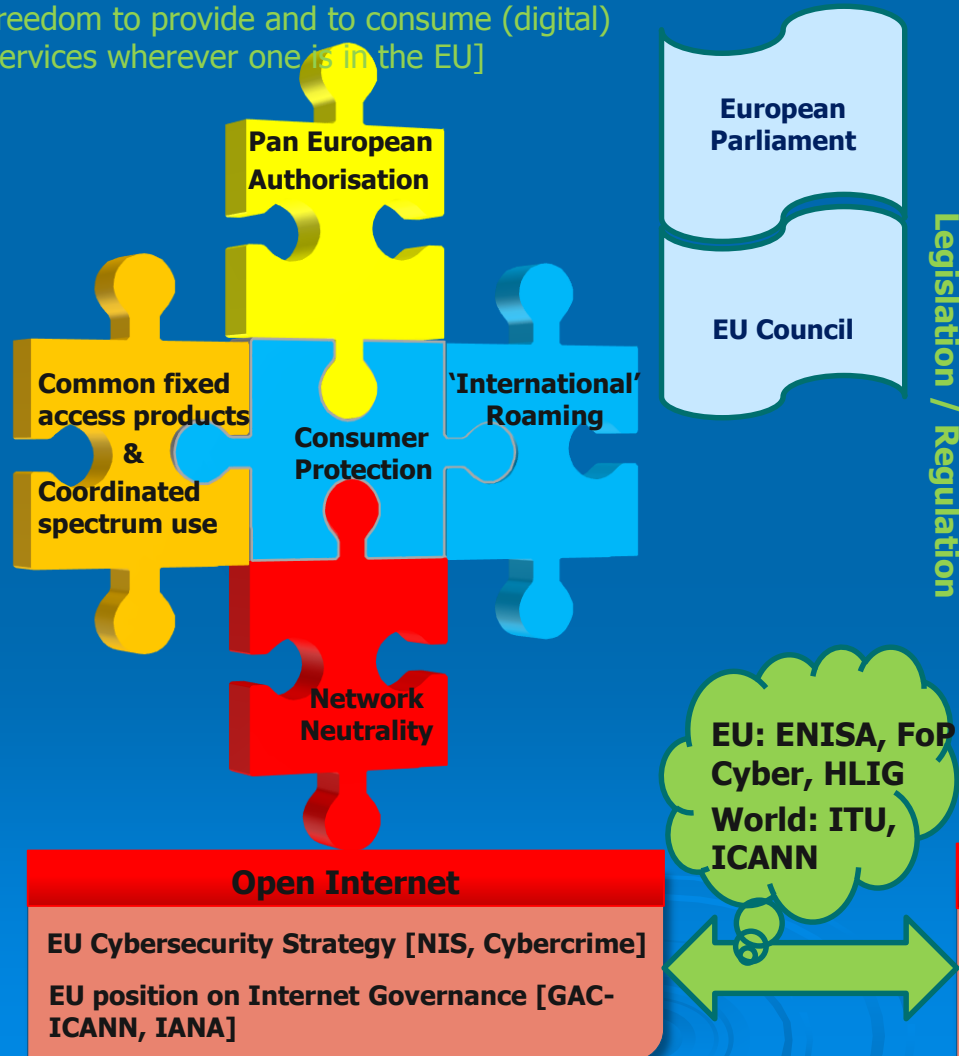 reedom to provide and to consume (digital)
ervices wherever one is in the EU]
Pan European
Authorisation
European
Parliament
EU Council
Legislation / Regulation
Common fixed
access products
&
Coordinated
spectrum use
Consumer
Protection
‘International’
Roaming
Network
Neutrality
EU: ENISA, FoP
Cyber, HLIG
World: ITU,
ICANN
Open Internet
EU Cybersecurity Strategy [NIS, Cybercrime]
EU position on Internet Governance [GAC-
ICANN, IANA]